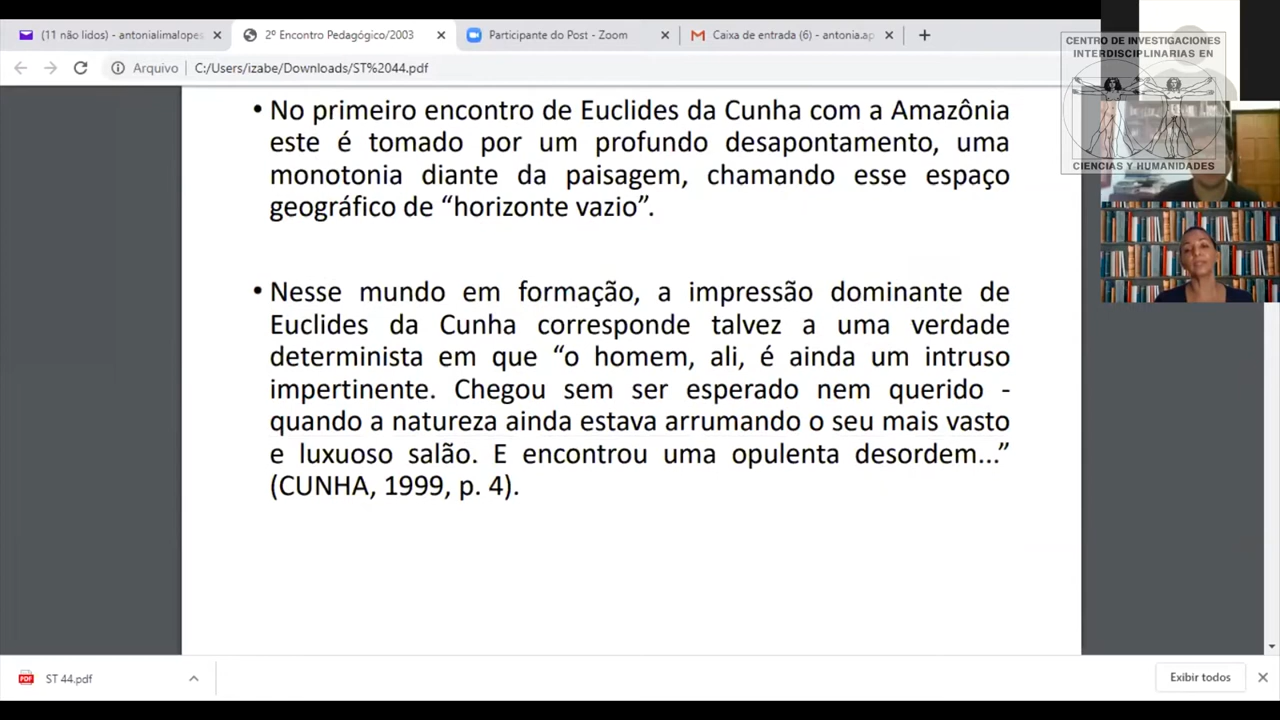 (11 não lidos) - antonialimalopes
2º Encontro Pedagógico/2003
Participante do Post - Zoom
Caixa de entrada (6) - antonia.ap
Arquivo
C:/Users/izabe/Downloads/ST%2044.pdf
CENTRO DE INVESTIGACIONES
INTERDISCIPLINARIAS EN
CIENCIAS Y HUMANIDADES
• No primeiro encontro de Euclides da Cunha com a Amazônia
este é tomado por um profundo desapontamento, uma
monotonia diante da paisagem, chamando esse espaço
geográfico de “horizonte vazio”.
• Nesse mundo em formação, a impressão dominante de
Euclides da Cunha corresponde talvez a uma verdade
determinista em que “o homem, ali, é ainda um intruso
impertinente. Chegou sem ser esperado nem querido -
quando a natureza ainda estava arrumando o seu mais vasto
e luxuoso salão. E encontrou uma opulenta desordem...”
(CUNHA, 1999, p. 4).
PDF
ST 44.pdf
Exibir todos